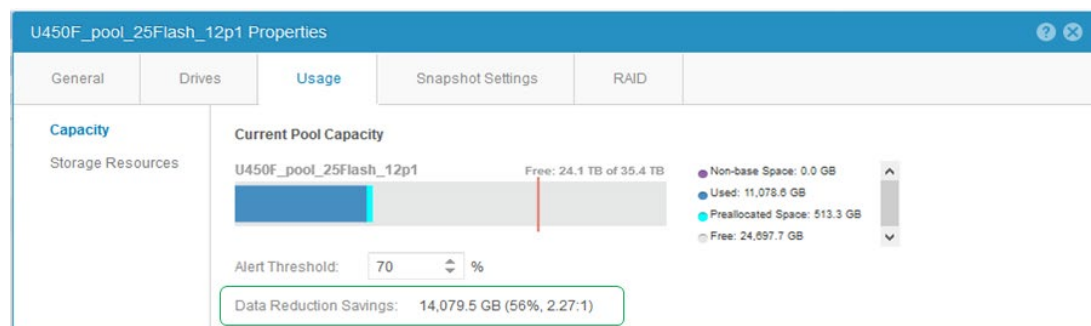 U450F_pool_25Flash_12p1 Properties
General Drives Usage Snapshot Settings RAID
Capacity
Storage Resources
Current Pool Capacity
U450F_pool_25Flash_12p1 Free: 24.1 TB of 35.4 TB
Non-base Space: 0.0 GB
Used: 11,078.6 GB
Preallocated Space: 513.3 GB
Free: 24,697.7 GB
Alert Threshold: 70 %
Data Reduction Savings: 14,079.5 GB (56%, 2.27:1)